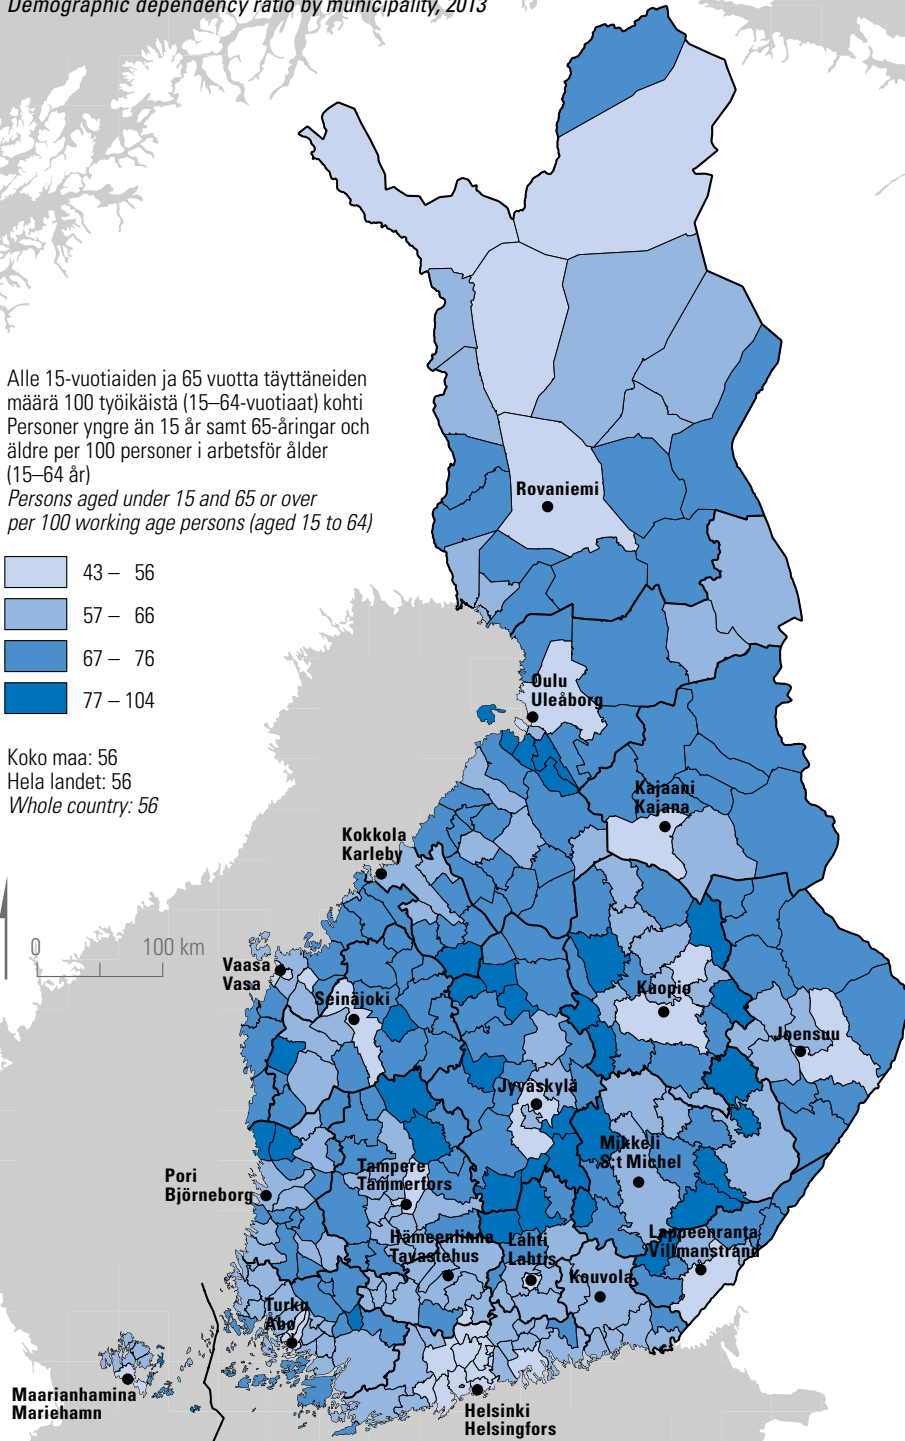 Demographic dependency ratio by municipality, 2013
Alle 15-vuotiaiden ja 65 vuotta täyttäneiden
määrä 100 työikäistä (15–64-vuotiaat) kohti
Personer yngre än 15 år samt 65-åringar och
äldre per 100 personer i arbetsför ålder
(15–64 år)
Persons aged under 15 and 65 or over
per 100 working age persons (aged 15 to 64)
43 – 56
57 – 66
67 – 76
77 – 104
Koko maa: 56
Hela landet: 56
Whole country: 56
0 100 km
Rovaniemi
Oulu
Uleåborg
Kajaani
Kajana
Kokkola
Karleby
Vaasa
Vasa
Seinäjoki
Kuopio
Joensuu
Jyväskylä
Mikkeli
S:t Michel
Pori
Björneborg
Tampere
Tammerfors
Hämeenlinna
Tavastehus
Lahti
Lahtis
Kouvola
Lappeenranta
Villmanstrand
Turku
Åbo
Maarianhamina
Mariehamn
Helsinki
Helsingfors